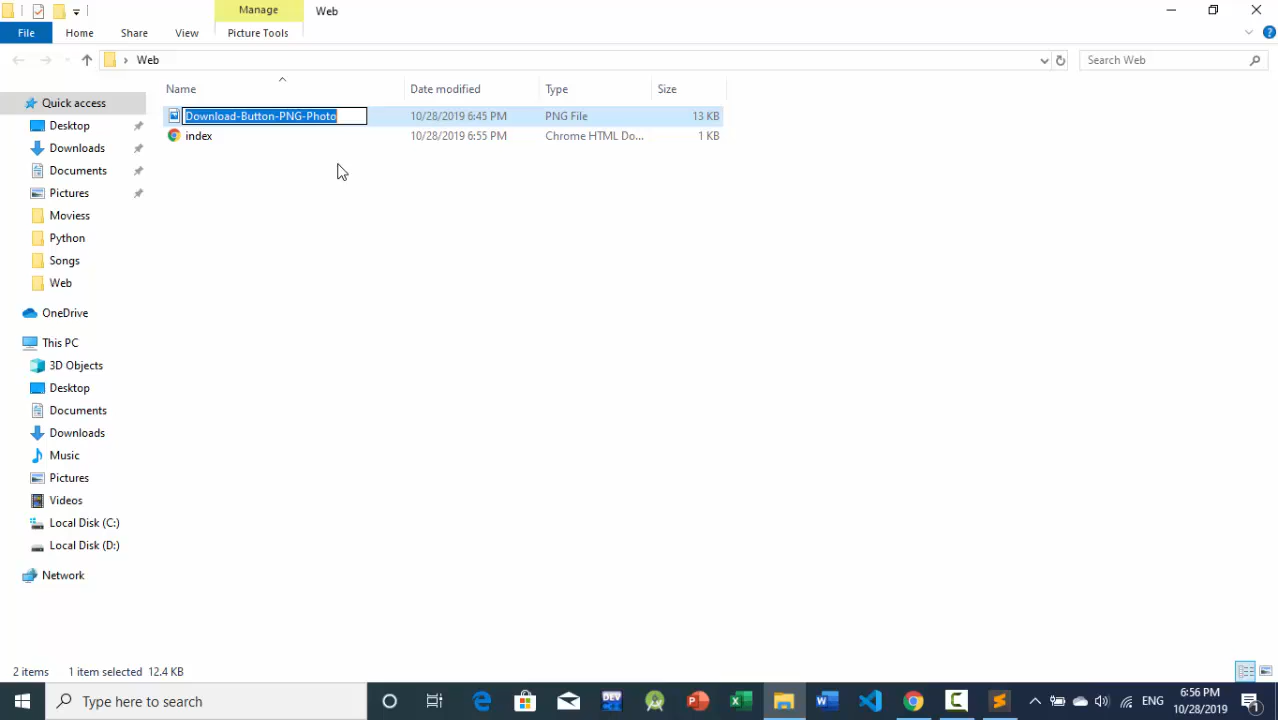 Manage
Web
File
Home
Share
View
Picture Tools
Web
Search Web
Name
Date modified
Type
Size
Download-Button-PNG-Photo
10/28/2019 6:45 PM
PNG File
13 KB
index
10/28/2019 6:55 PM
Chrome HTML Do...
1 KB
Quick access
Desktop
Downloads
Documents
Pictures
Moviess
Python
Songs
Web
OneDrive
This PC
3D Objects
Desktop
Documents
Downloads
Music
Pictures
Videos
Local Disk (C:)
Local Disk (D:)
Network
2 items
1 item selected 12.4 KB
Type here to search
DEV
ENG
6:56 PM
10/28/2019
1